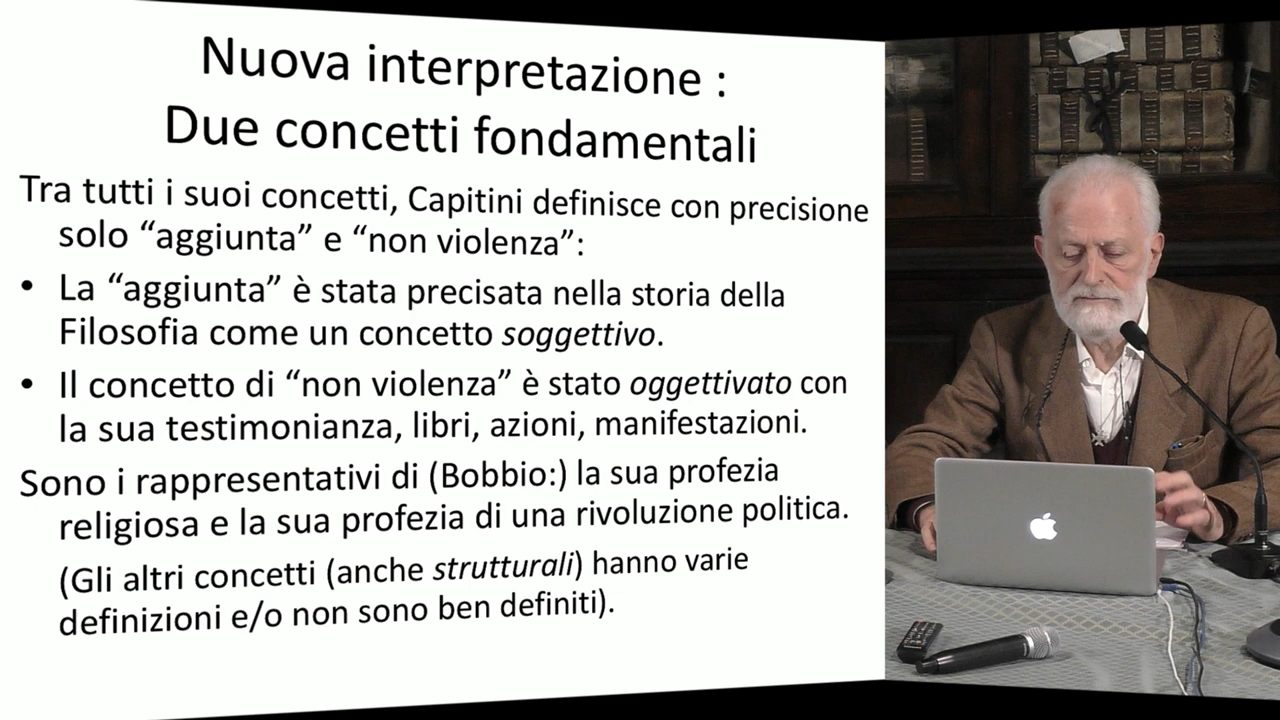 Nuova interpretazione :
Due concetti fondamentali
Tra tutti i suoi concetti, Capitini definisce con precisione
solo “aggiunta” e “non violenza”:
• La “aggiunta” è stata precisata nella storia della
Filosofia come un concetto soggettivo.
• Il concetto di “non violenza” è stato oggettivato con
la sua testimonianza, libri, azioni, manifestazioni.
Sono i rappresentativi di (Bobbio:) la sua profezia
religiosa e la sua profezia di una rivoluzione politica.
(Gli altri concetti (anche strutturali) hanno varie
definizioni e/o non sono ben definiti).